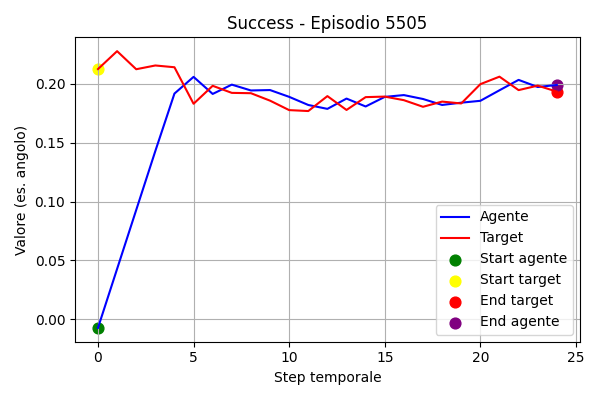 Success - Episodio 5505
Valore (es. angolo)
0.20
0.15
0.10
0.05
0.00
0
5
10
15
20
25
Step temporale
Agente
Target
Start agente
Start target
End target
End agente